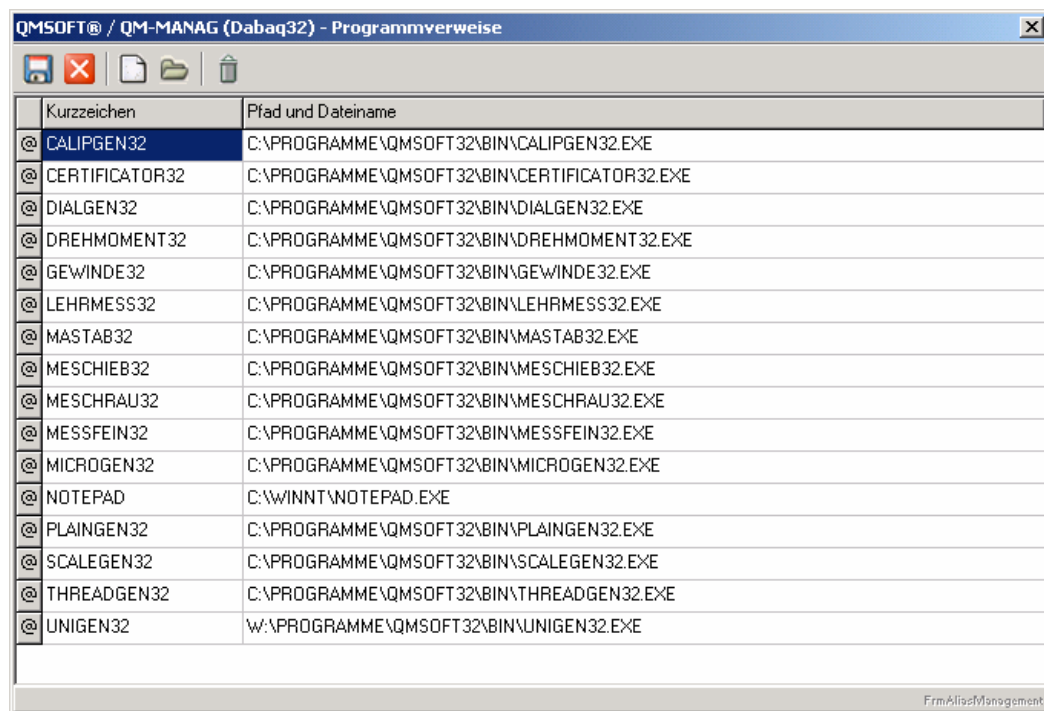 QMSOFT® / QM-MANAG (Dabaq32) - Programmverweise
Kurzzeichen Pfad und Dateiname
@ CALIPGEN32 C:\PROGRAMME\QMSOFT32\BIN\CALIPGEN32.EXE
@ CERTIFICATOR32 C:\PROGRAMME\QMSOFT32\BIN\CERTIFICATOR32.EXE
@ DIALGEN32 C:\PROGRAMME\QMSOFT32\BIN\DIALGEN32.EXE
@ DREHMOMENT32 C:\PROGRAMME\QMSOFT32\BIN\DREHMOMENT32.EXE
@ GEWINDE32 C:\PROGRAMME\QMSOFT32\BIN\GEWINDE32.EXE
@ LEHRMESS32 C:\PROGRAMME\QMSOFT32\BIN\LEHRMESS32.EXE
@ MASTAB32 C:\PROGRAMME\QMSOFT32\BIN\MASTAB32.EXE
@ MESCHIEB32 C:\PROGRAMME\QMSOFT32\BIN\MESCHIEB32.EXE
@ MESCHRAU32 C:\PROGRAMME\QMSOFT32\BIN\MESCHRAU32.EXE
@ MESSFEIN32 C:\PROGRAMME\QMSOFT32\BIN\MESSFEIN32.EXE
@ MICROGEN32 C:\PROGRAMME\QMSOFT32\BIN\MICROGEN32.EXE
@ NOTEPAD C:\WINNT\NOTEPAD.EXE
@ PLAINGEN32 C:\PROGRAMME\QMSOFT32\BIN\PLAINGEN32.EXE
@ SCALEGEN32 C:\PROGRAMME\QMSOFT32\BIN\SCALEGEN32.EXE
@ THREADGEN32 C:\PROGRAMME\QMSOFT32\BIN\THREADGEN32.EXE
@ UNIGEN32 W:\PROGRAMME\QMSOFT32\BIN\UNIGEN32.EXE
FrmAliasManagement